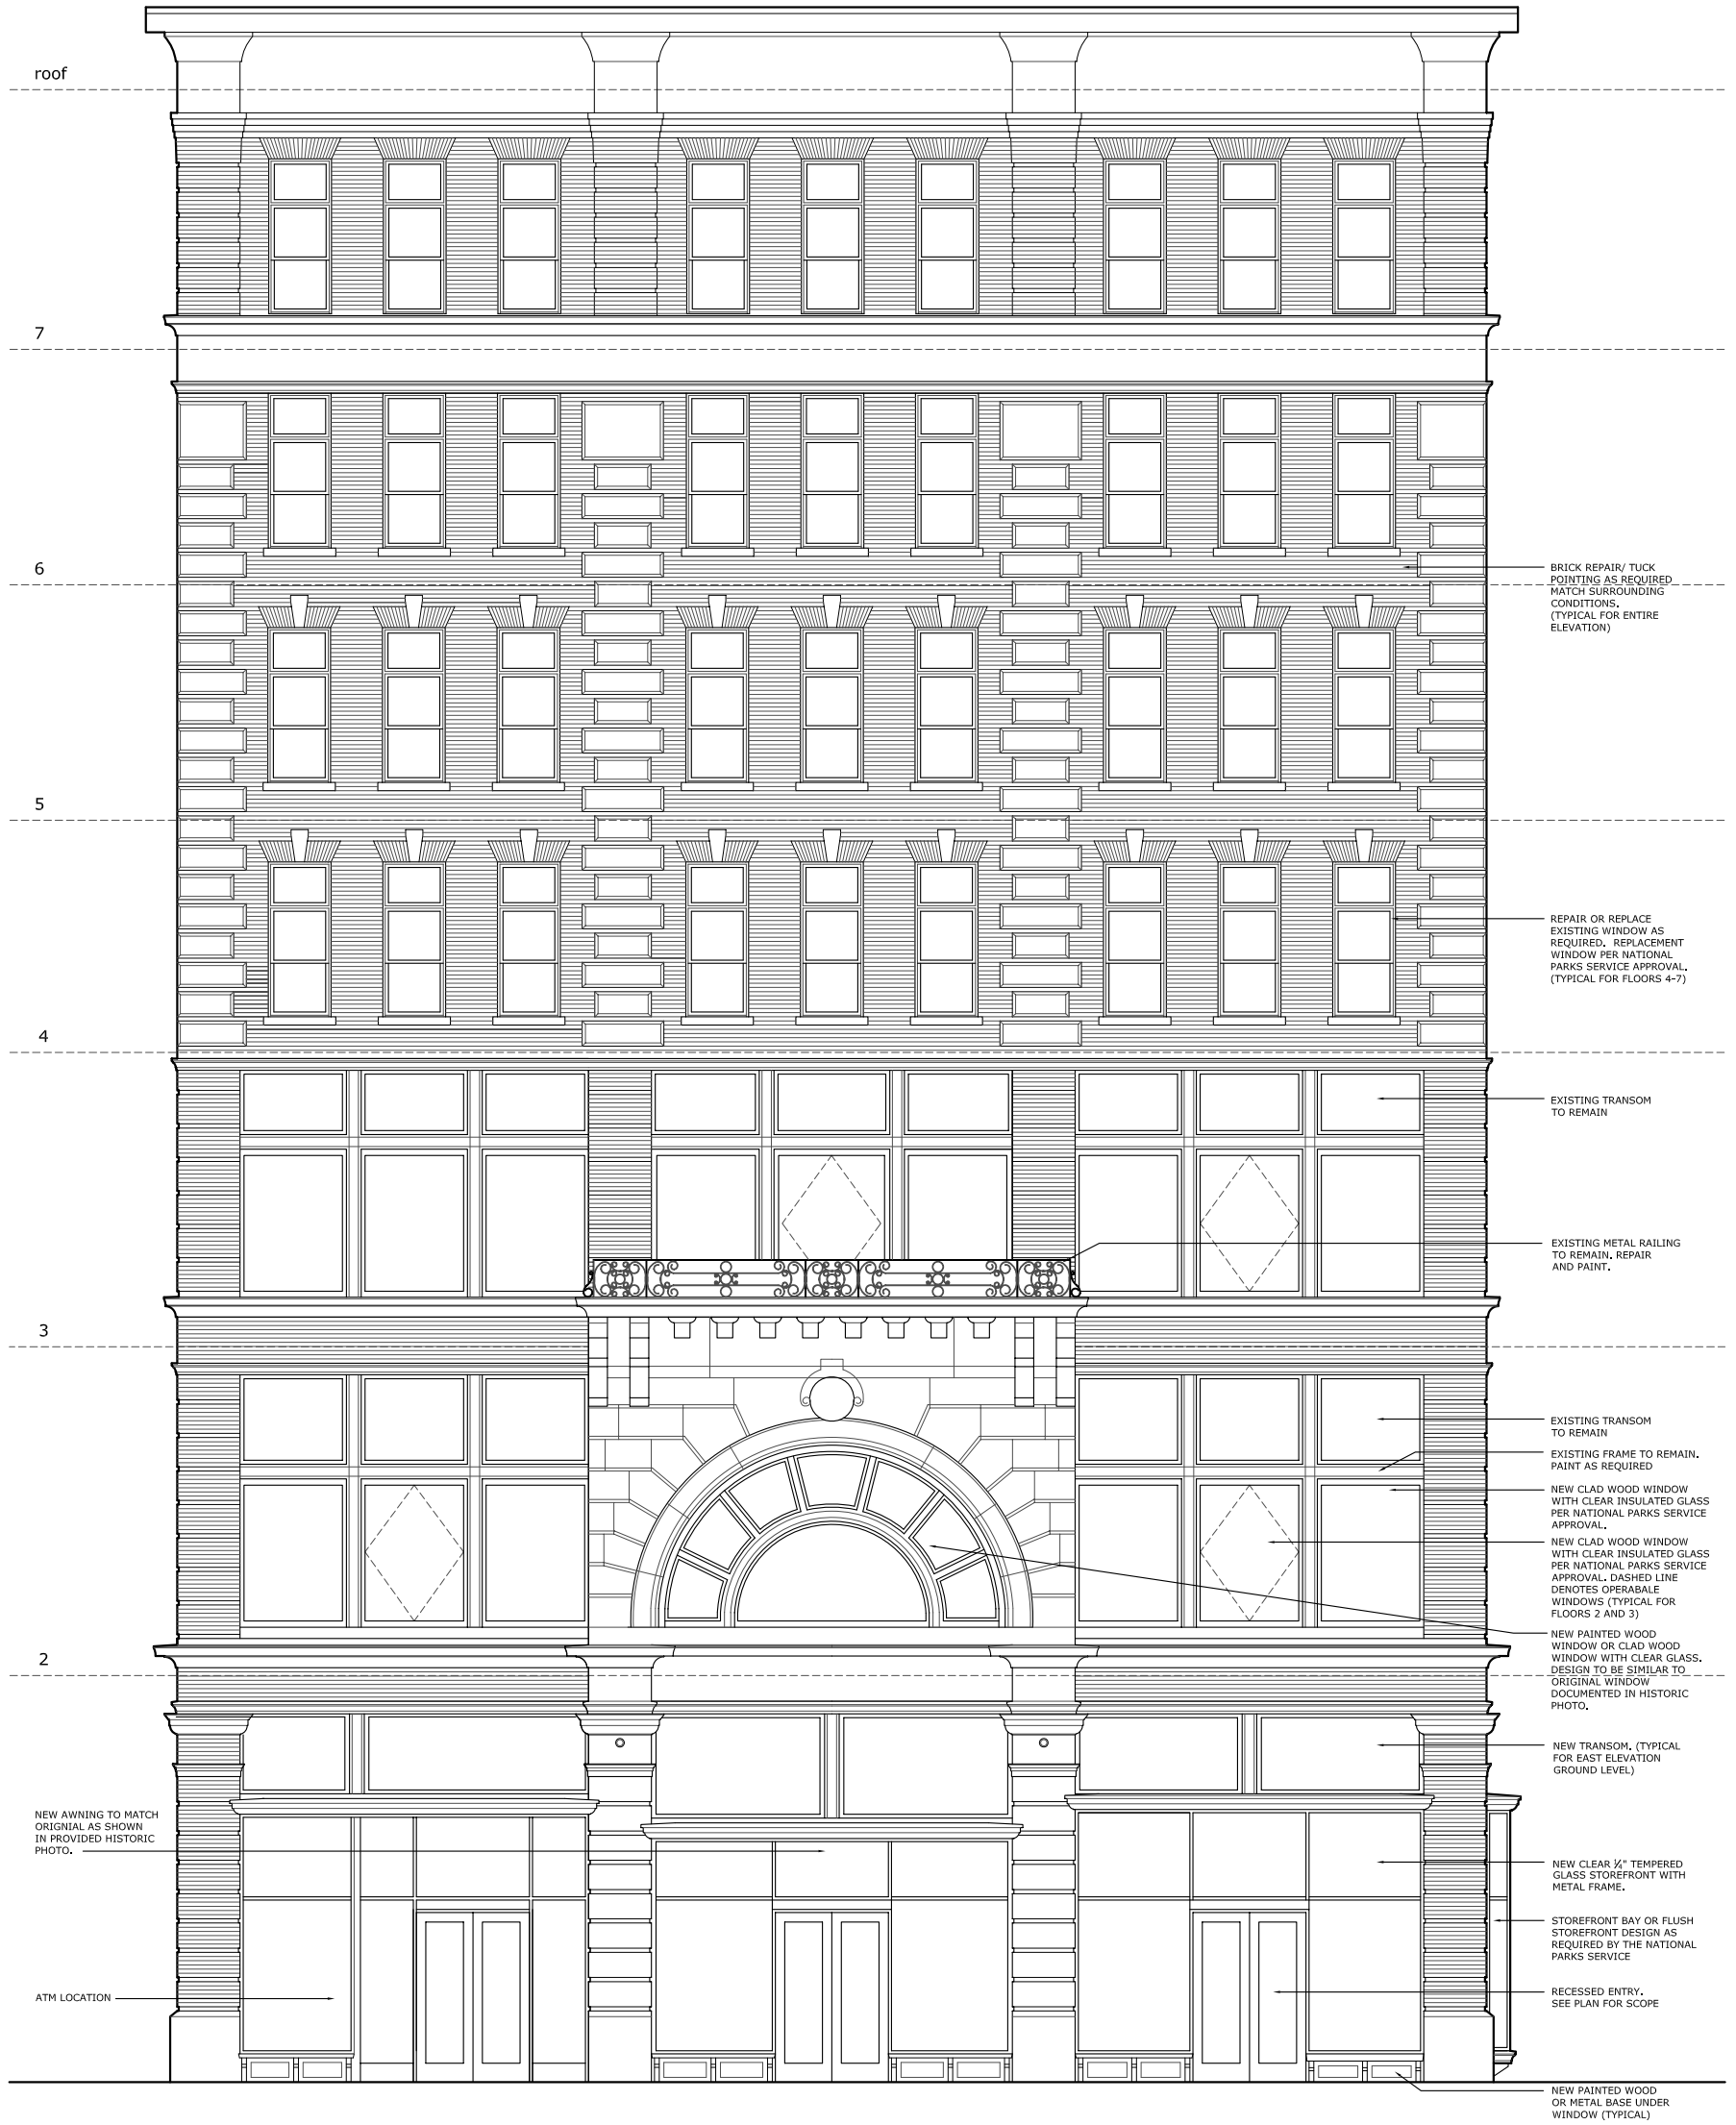 roof
7
6
5
4
3
2
BRICK REPAIR/ TUCK
POINTING AS REQUIRED
MATCH SURROUNDING
CONDITIONS.
(TYPICAL FOR ENTIRE
ELEVATION)
REPAIR OR REPLACE
EXISTING WINDOW AS
REQUIRED. REPLACEMENT
WINDOW PER NATIONAL
PARKS SERVICE APPROVAL.
(TYPICAL FOR FLOORS 4-7)
EXISTING TRANSOM
TO REMAIN
EXISTING METAL RAILING
TO REMAIN. REPAIR
AND PAINT.
EXISTING TRANSOM
TO REMAIN
EXISTING FRAME TO REMAIN.
PAINT AS REQUIRED
NEW CLAD WOOD WINDOW
WITH CLEAR INSULATED GLASS
PER NATIONAL PARKS SERVICE
APPROVAL.
NEW CLAD WOOD WINDOW
WITH CLEAR INSULATED GLASS
PER NATIONAL PARKS SERVICE
APPROVAL. DASHED LINE
DENOTES OPERABALE
WINDOWS (TYPICAL FOR
FLOORS 2 AND 3)
NEW PAINTED WOOD
WINDOW OR CLAD WOOD
WINDOW WITH CLEAR GLASS.
DESIGN TO BE SIMILAR TO
ORIGINAL WINDOW
DOCUMENTED IN HISTORIC
PHOTO.
NEW TRANSOM. (TYPICAL
FOR EAST ELEVATION
GROUND LEVEL)
NEW AWNING TO MATCH
ORIGNIAL AS SHOWN
IN PROVIDED HISTORIC
PHOTO.
NEW CLEAR ¼" TEMPERED
GLASS STOREFRONT WITH
METAL FRAME.
STOREFRONT BAY OR FLUSH
STOREFRONT DESIGN AS
REQUIRED BY THE NATIONAL
PARKS SERVICE
ATM LOCATION
RECESSED ENTRY.
SEE PLAN FOR SCOPE
NEW PAINTED WOOD
OR METAL BASE UNDER
WINDOW (TYPICAL)